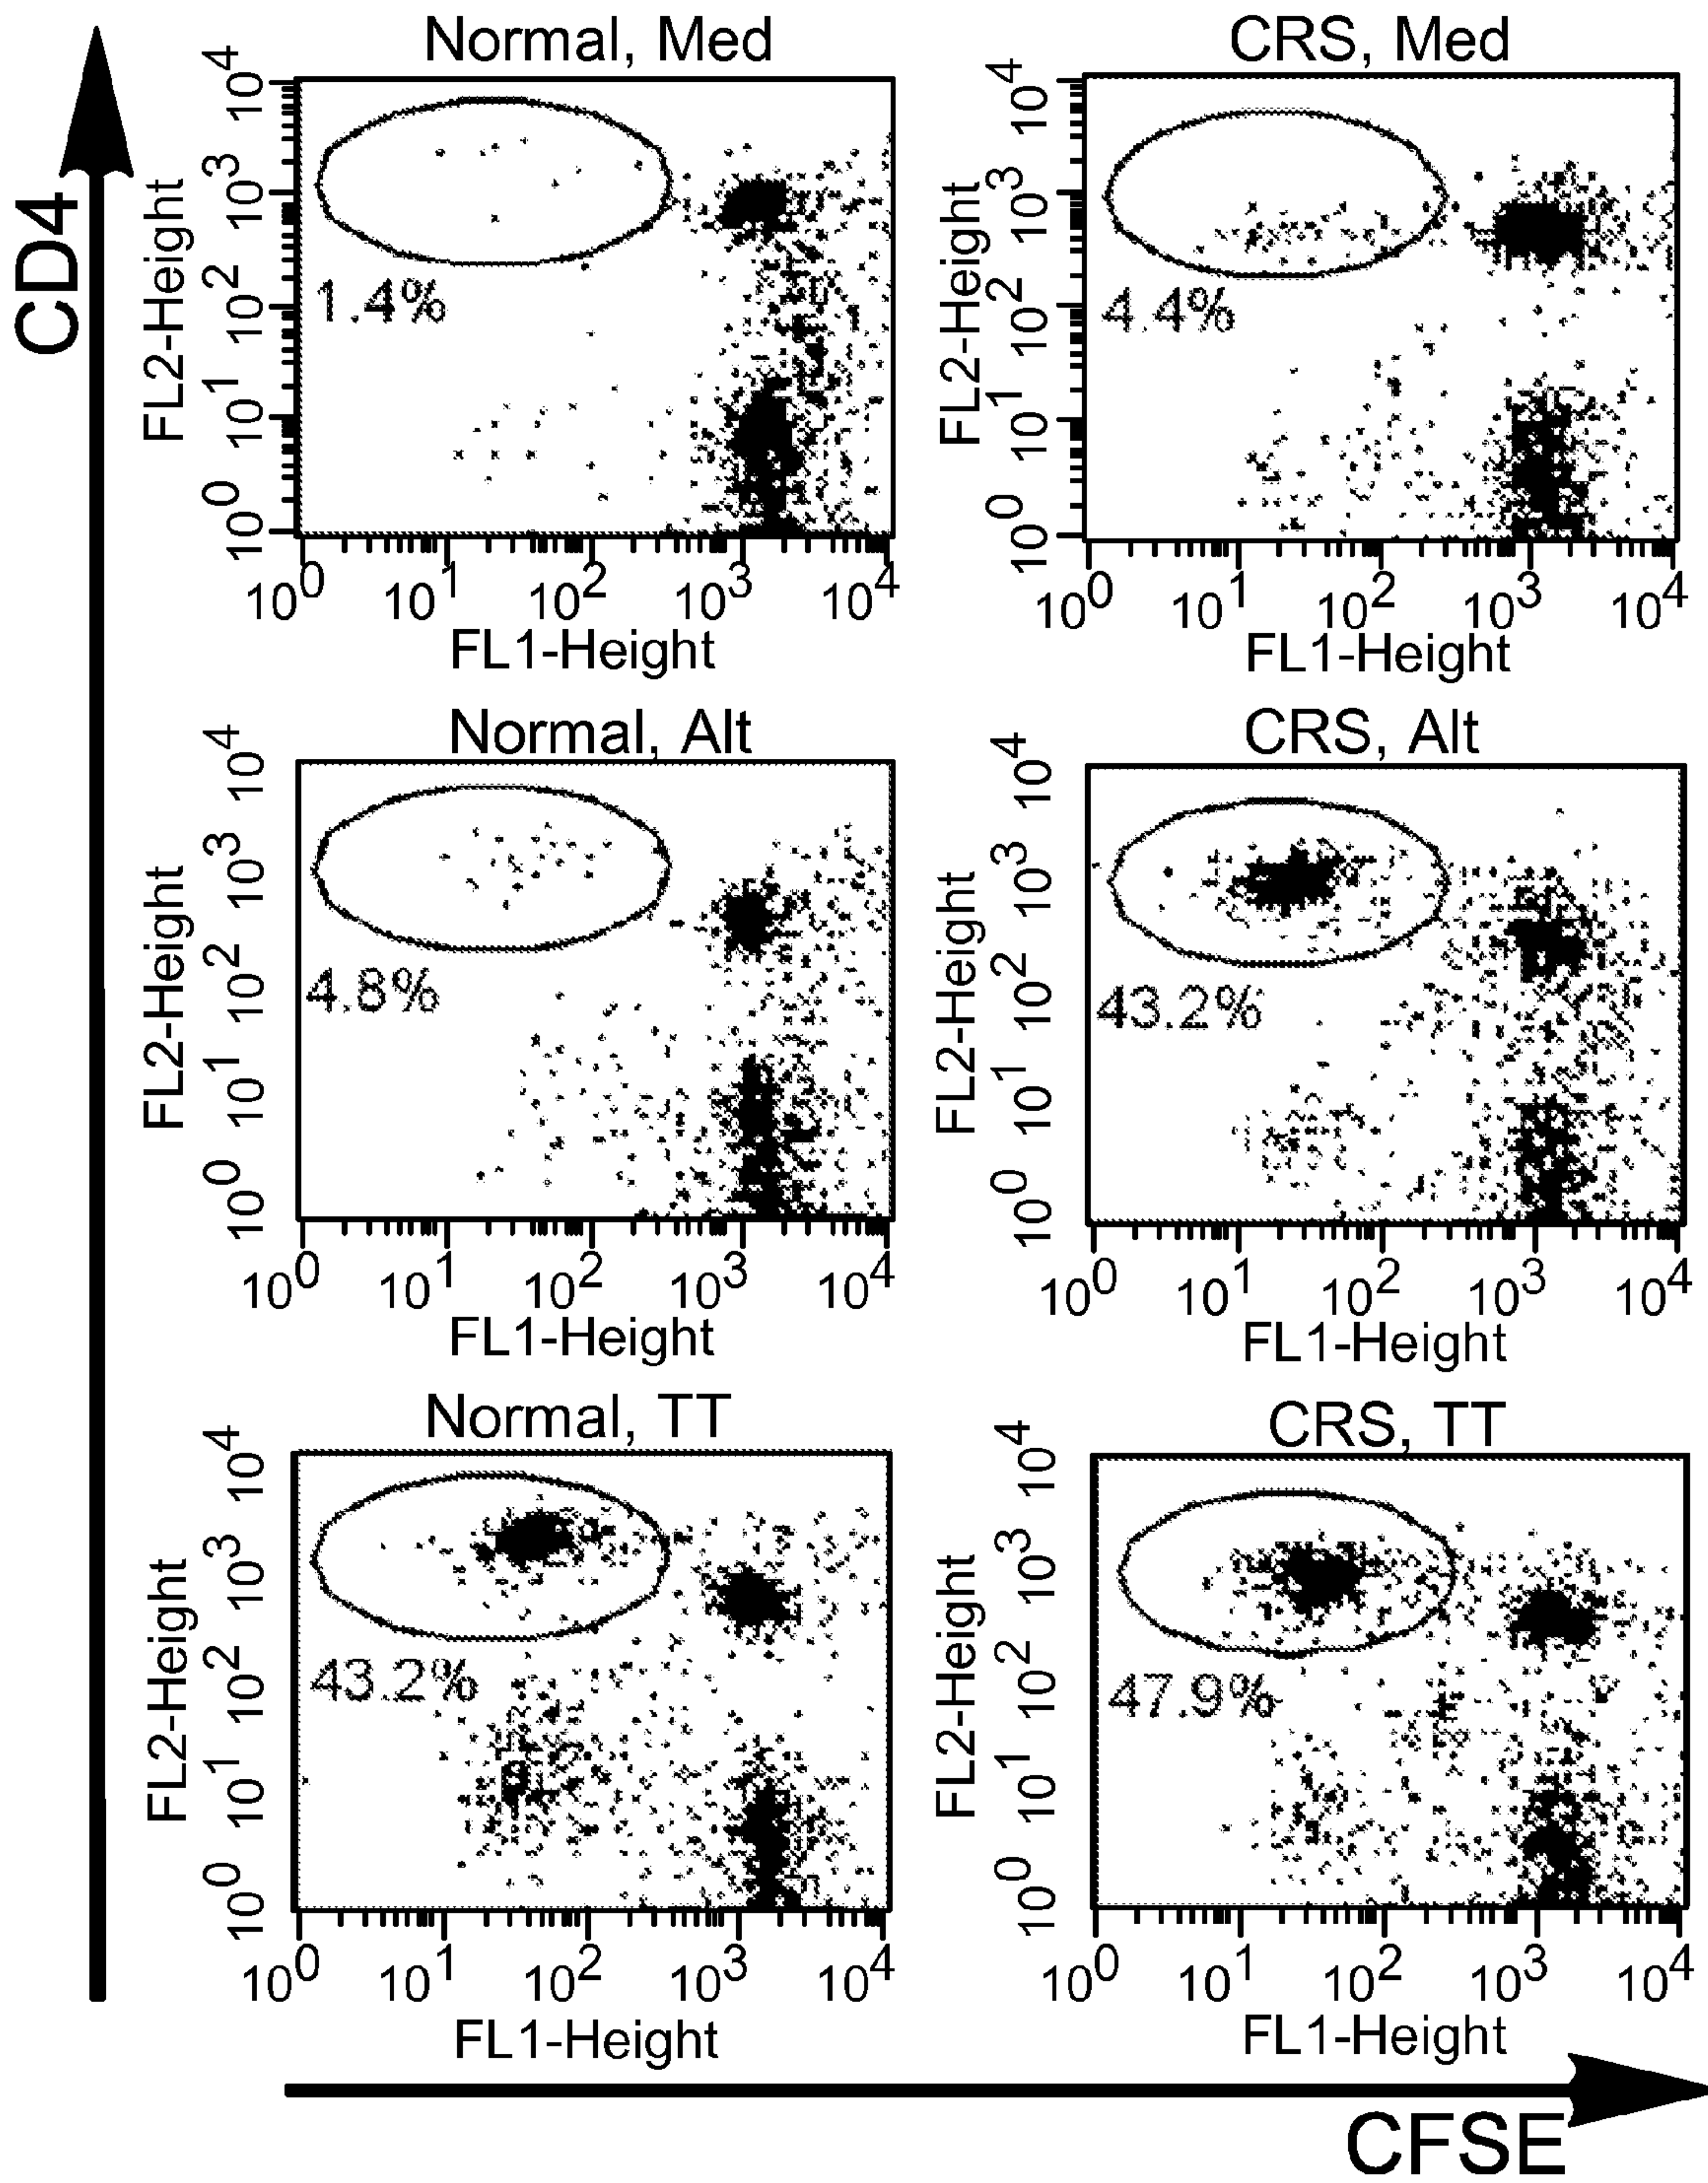 CD4
Normal, Med
FL2-Height
10^4
10^3
10^2
10^1
10^0
1.4%
10^0 10^1 10^2 10^3 10^4
FL1-Height
CRS, Med
FL2-Height
10^4
10^3
10^2
10^1
10^0
4.4%
10^0 10^1 10^2 10^3 10^4
FL1-Height
Normal, Alt
FL2-Height
10^4
10^3
10^2
10^1
10^0
4.8%
10^0 10^1 10^2 10^3 10^4
FL1-Height
CRS, Alt
FL2-Height
10^4
10^3
10^2
10^1
10^0
43.2%
10^0 10^1 10^2 10^3 10^4
FL1-Height
Normal, TT
FL2-Height
10^4
10^3
10^2
10^1
10^0
43.2%
10^0 10^1 10^2 10^3 10^4
FL1-Height
CRS, TT
FL2-Height
10^4
10^3
10^2
10^1
10^0
47.9%
10^0 10^1 10^2 10^3 10^4
FL1-Height
CFSE